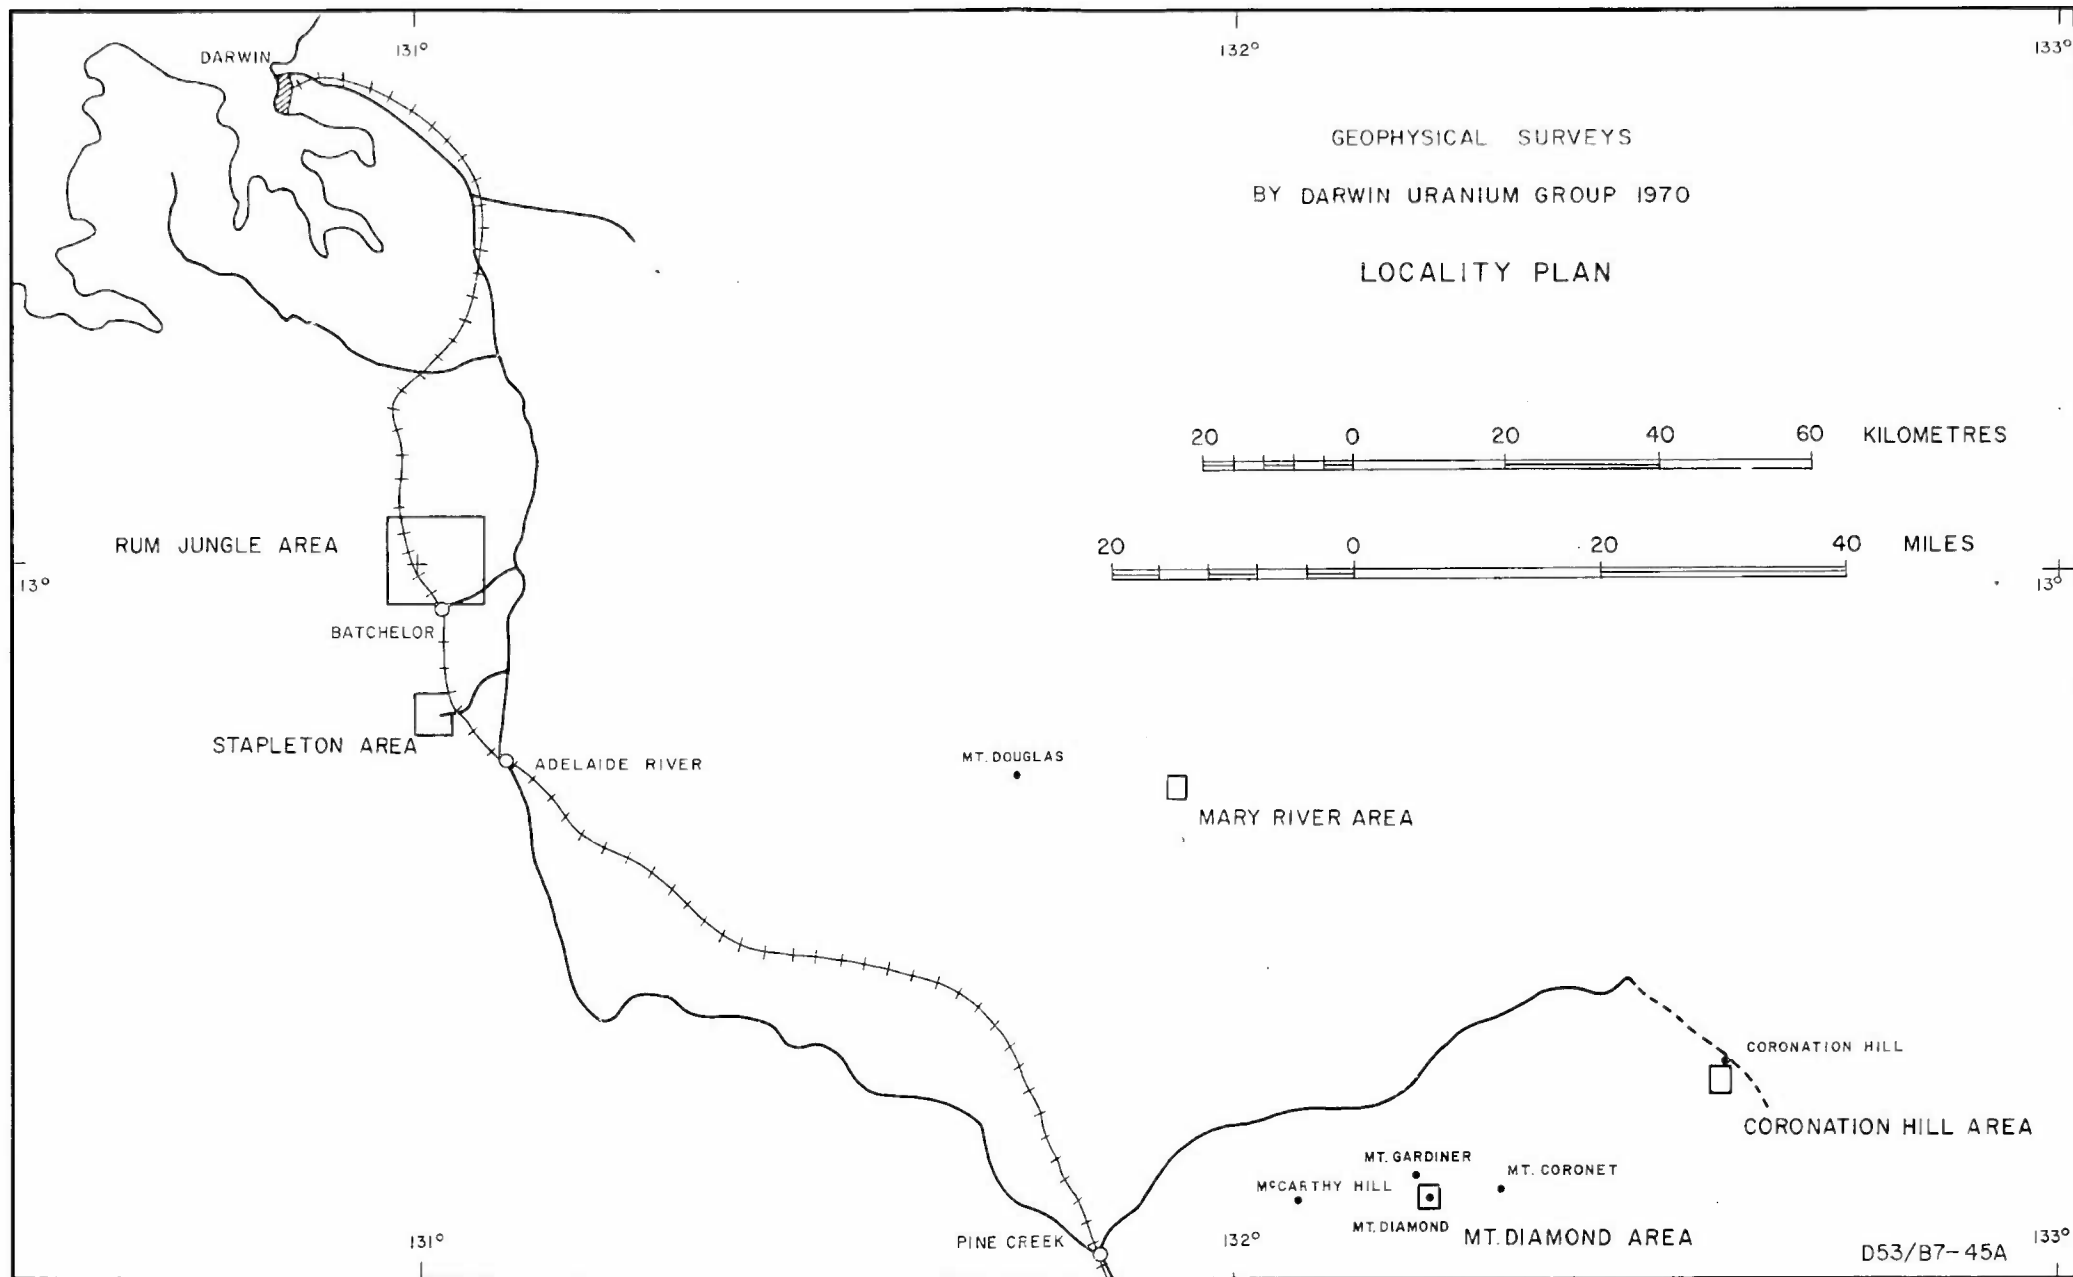 131°
132°
133°
DARWIN
GEOPHYSICAL SURVEYS
BY DARWIN URANIUM GROUP 1970
LOCALITY PLAN
20 0 20 40 60 KILOMETRES
20 0 20 40 MILES
RUM JUNGLE AREA
13°
13°
BATCHELOR
STAPLETON AREA
ADELAIDE RIVER
MT. DOUGLAS
MARY RIVER AREA
CORONATION HILL
CORONATION HILL AREA
MT. GARDINER
MT. CORONET
McCARTHY HILL
MT. DIAMOND
MT. DIAMOND AREA
PINE CREEK
131°
132°
133°
D53/B7-45A